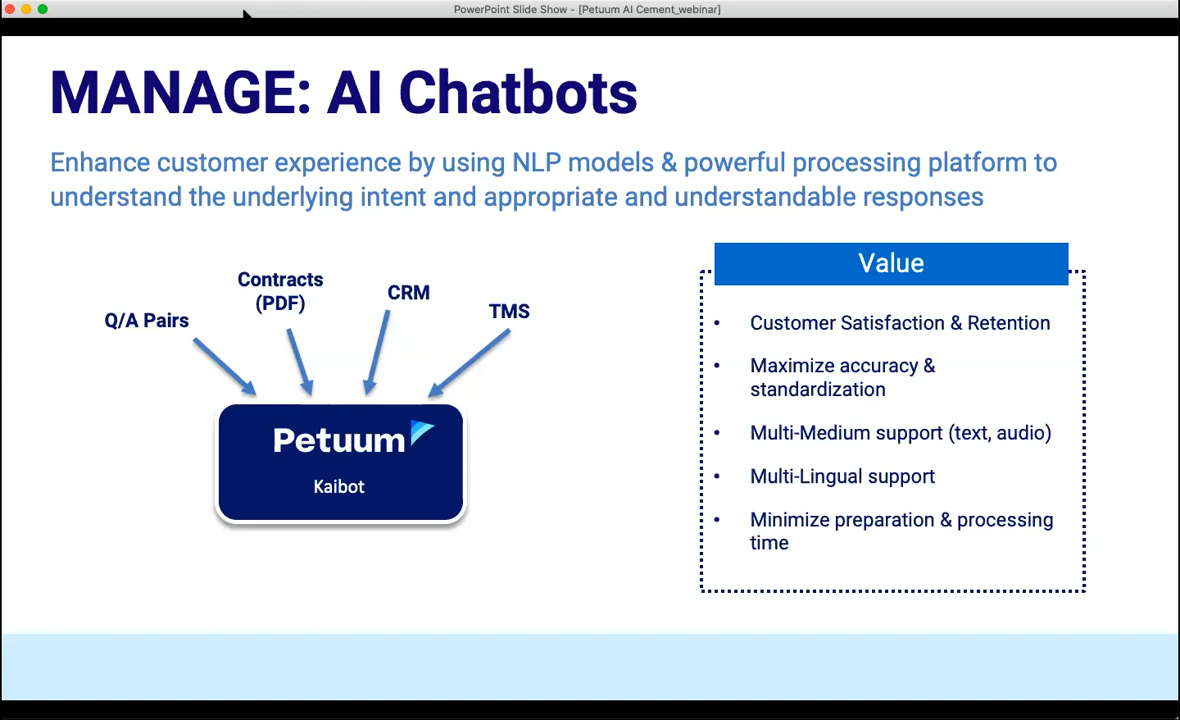 PowerPoint Slide Show - [Petuum AI Cement_webinar]
MANAGE: AI Chatbots
Enhance customer experience by using NLP models & powerful processing platform to
understand the underlying intent and appropriate and understandable responses
Q/A Pairs
Contracts
(PDF)
CRM
TMS
Petuum
Kaibot
Value
• Customer Satisfaction & Retention
• Maximize accuracy &
standardization
• Multi-Medium support (text, audio)
• Multi-Lingual support
• Minimize preparation & processing
time